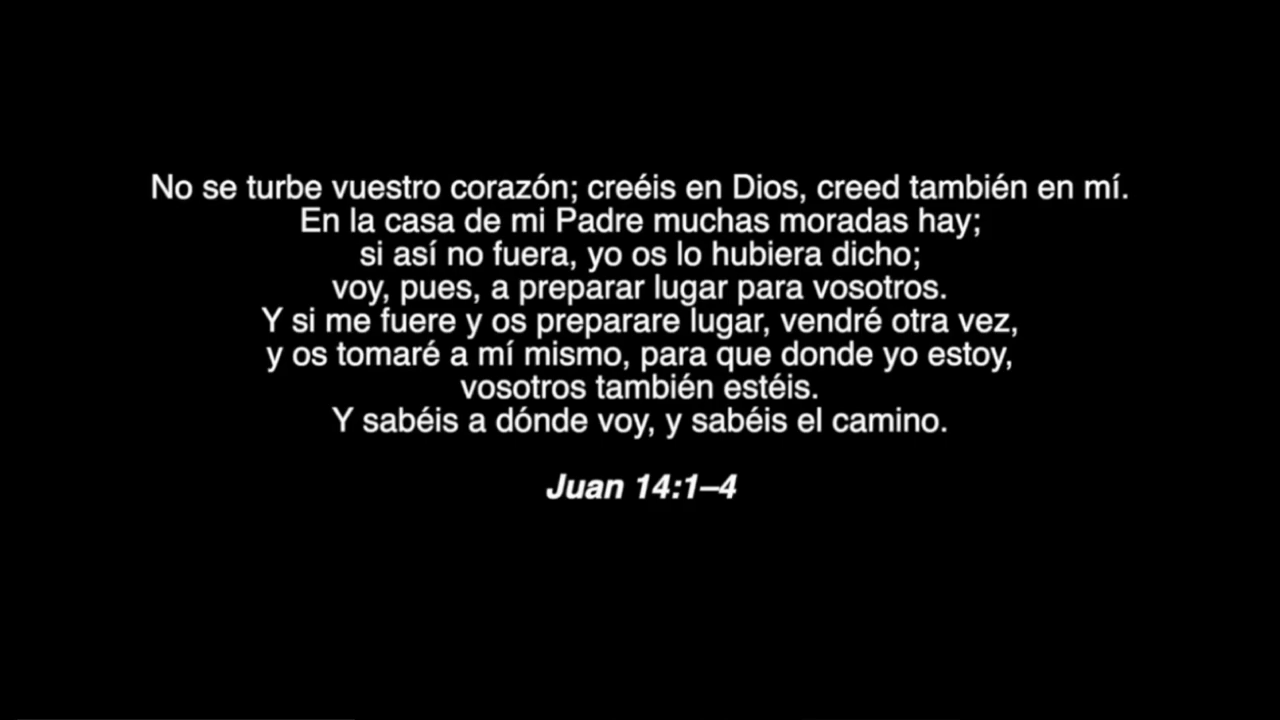 No se turbe vuestro corazón; creéis en Dios, creed también en mí.
En la casa de mi Padre muchas moradas hay;
si así no fuera, yo os lo hubiera dicho;
voy, pues, a preparar lugar para vosotros.
Y si me fuere y os preparare lugar, vendré otra vez,
y os tomaré a mí mismo, para que donde yo estoy,
vosotros también estéis.
Y sabéis a dónde voy, y sabéis el camino.
Juan 14:1–4